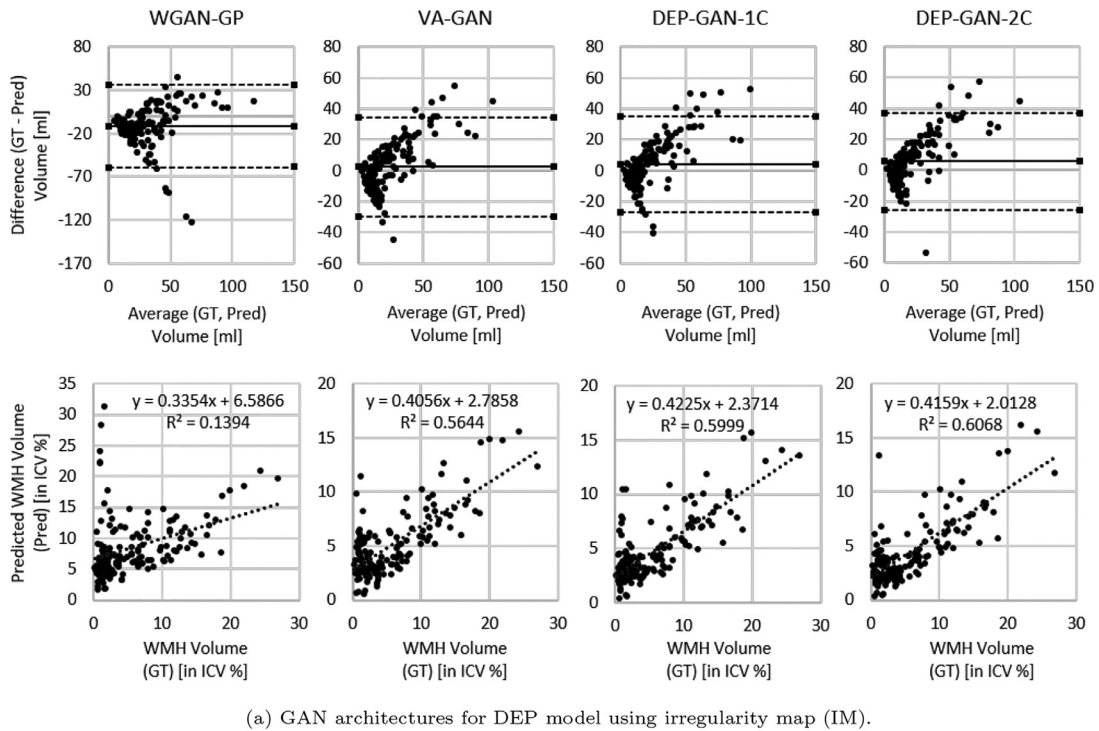 WGAN-GP
VA-GAN
DEP-GAN-1C
DEP-GAN-2C
Difference (GT - Pred)
Volume [ml]
80
30
-20
-70
-120
-170
0 50 100 150
Average (GT, Pred)
Volume [ml]
80
60
40
20
0
-20
-40
-60
0 50 100 150
Average (GT, Pred)
Volume [ml]
80
60
40
20
0
-20
-40
-60
0 50 100 150
Average (GT, Pred)
Volume [ml]
80
60
40
20
0
-20
-40
-60
0 50 100 150
Average (GT, Pred)
Volume [ml]
Predicted WMH Volume
(Pred) [in ICV %]
35
30
25
20
15
10
5
0
y = 0.3354x + 6.5866
R² = 0.1394
0 10 20 30
WMH Volume
(GT) [in ICV %]
20
15
10
5
0
y = 0.4056x + 2.7858
R² = 0.5644
0 10 20 30
WMH Volume
(GT) [in ICV %]
20
15
10
5
0
y = 0.4225x + 2.3714
R² = 0.5999
0 10 20 30
WMH Volume
(GT) [in ICV %]
20
15
10
5
0
y = 0.4159x + 2.0128
R² = 0.6068
0 10 20 30
WMH Volume
(GT) [in ICV %]
(a) GAN architectures for DEP model using irregularity map (IM).